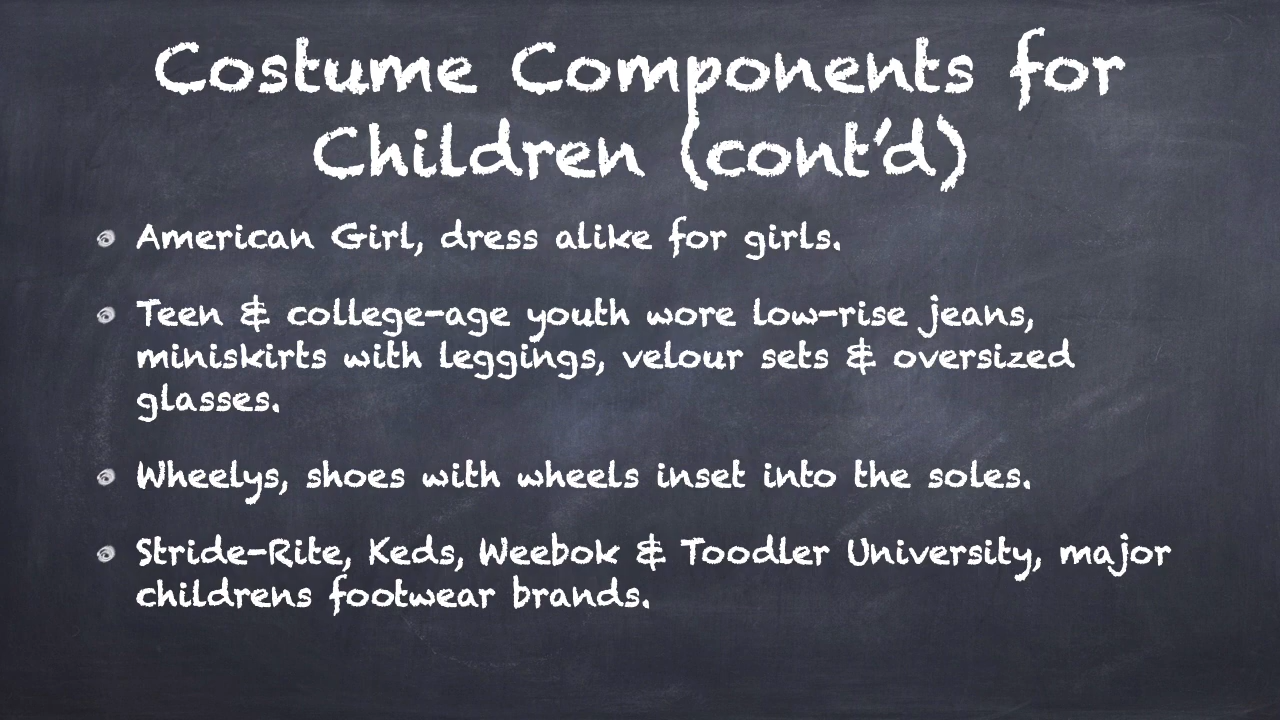 Costume Components for
Children (cont'd)
American Girl, dress alike for girls.
Teen & college-age youth wore low-rise jeans,
miniskirts with leggings, velour sets & oversized
glasses.
Wheelys, shoes with wheels inset into the soles.
Stride-Rite, Keds, Weebok & Toodler University, major
childrens footwear brands.